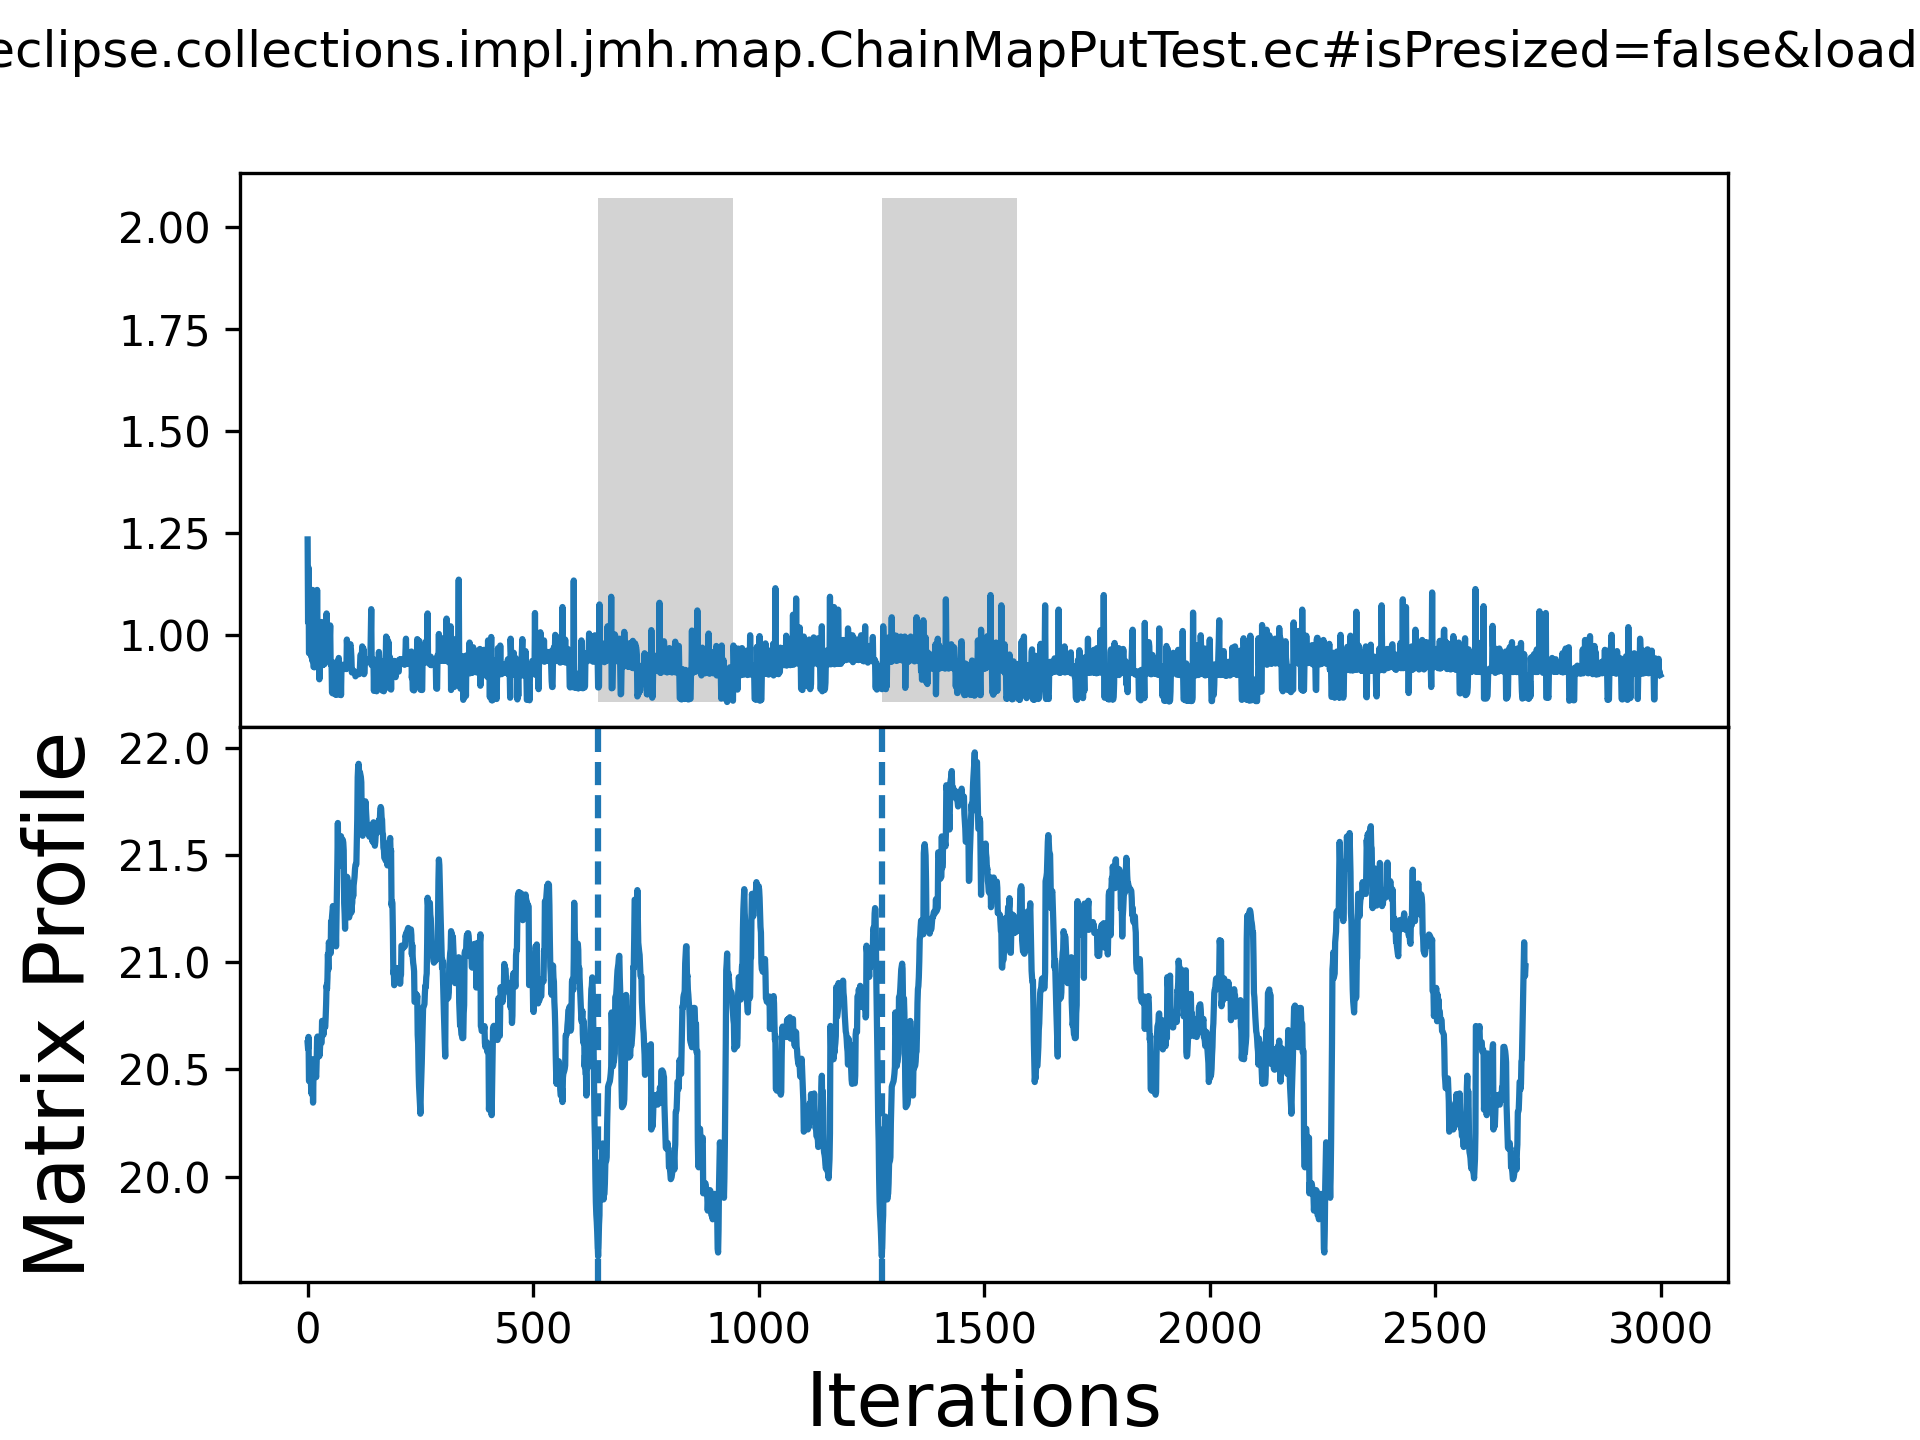 eclipse.collections.impl.jmh.map.ChainMapPutTest.ec#isPresized=false&load
2.00
1.75
1.50
1.25
1.00
Matrix Profile
22.0
21.5
21.0
20.5
20.0
0 500 1000 1500 2000 2500 3000
Iterations